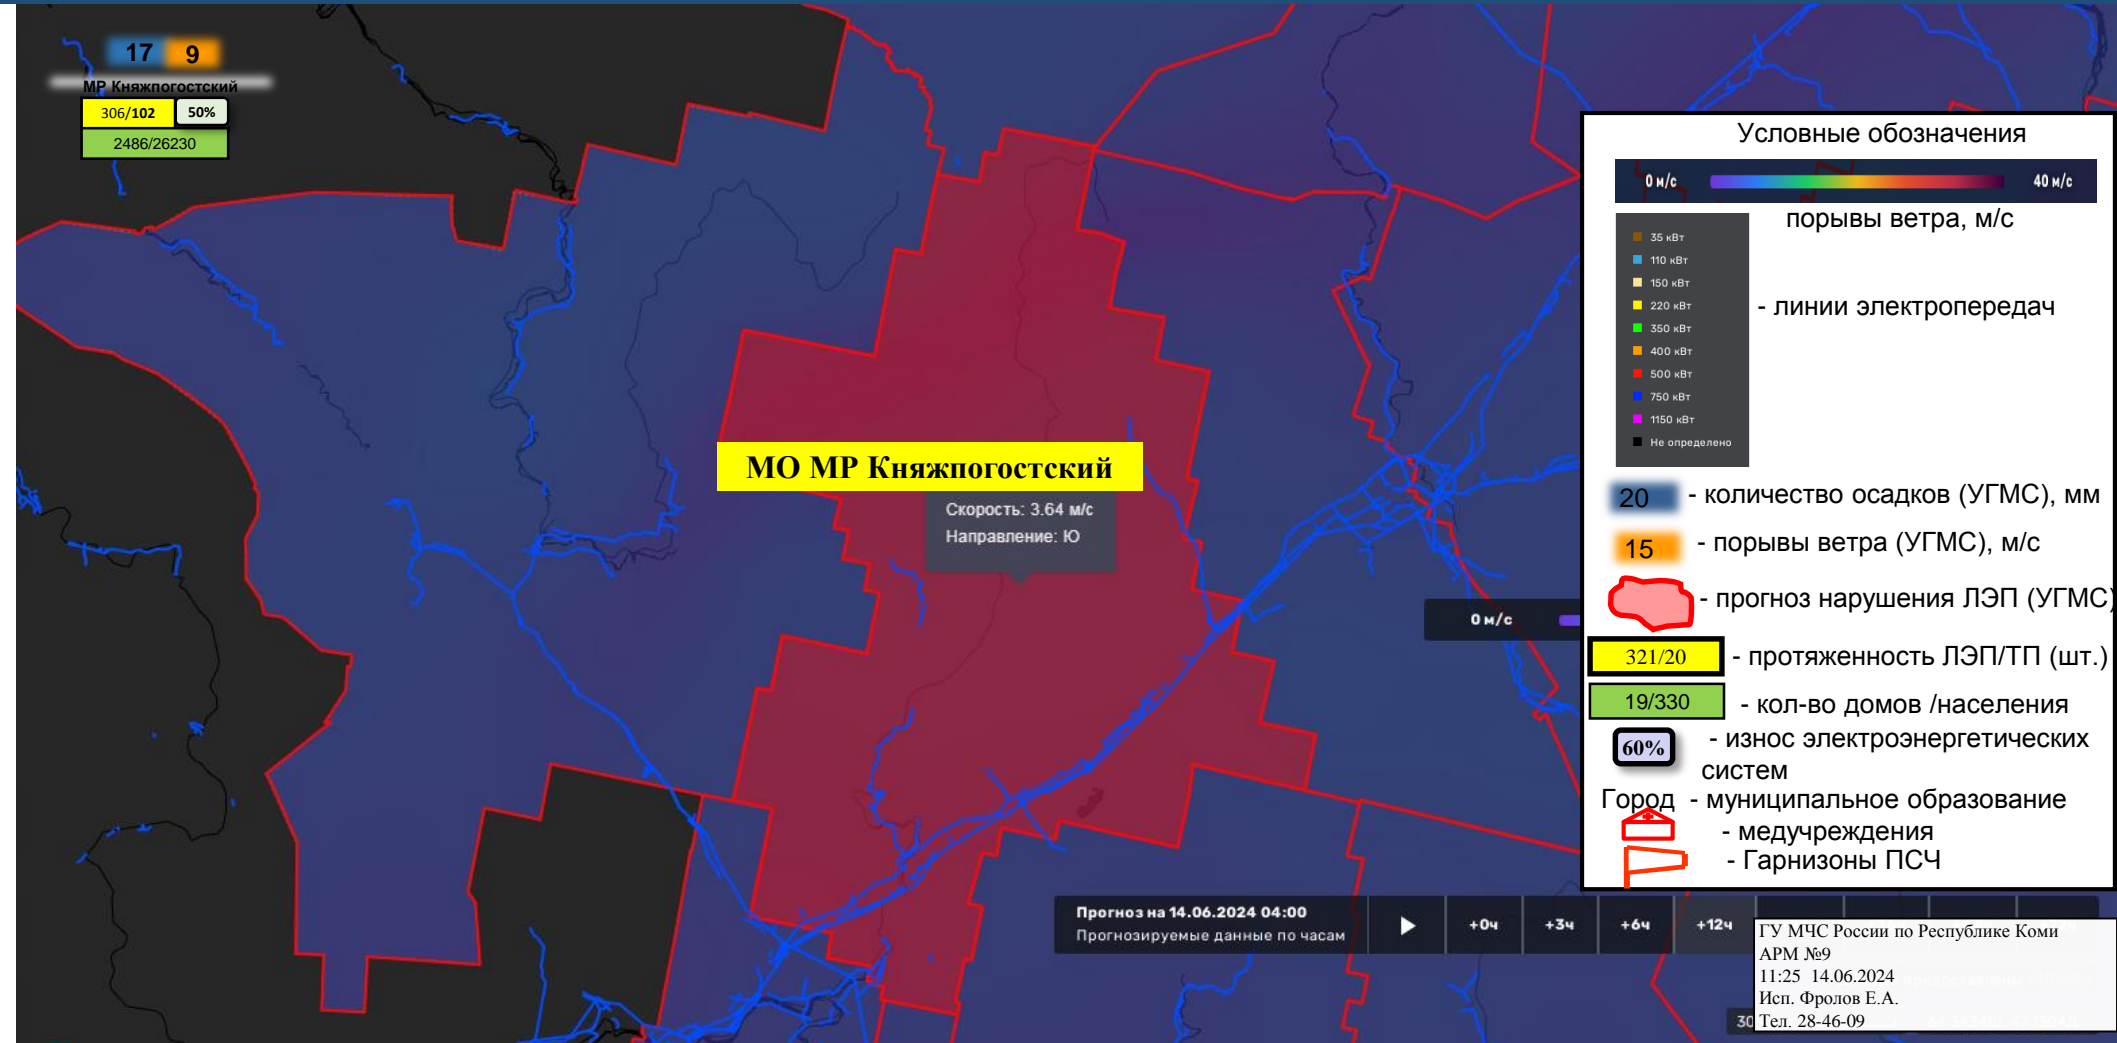 17 9
МР Княжпогостский
306/102 50%
2486/26230
МО МР Княжпогостский
Скорость: 3.64 м/с
Направление: Ю
0 м/с
Условные обозначения
0 м/с 40 м/с
порывы ветра, м/с
35 кВт
110 кВт
150 кВт
220 кВт
350 кВт
400 кВт
500 кВт
750 кВт
1150 кВт
Не определено
- линии электропередач
20 - количество осадков (УГМС), мм
15 - порывы ветра (УГМС), м/с
- прогноз нарушения ЛЭП (УГМС)
321/20 - протяженность ЛЭП/ТП (шт.)
19/330 - кол-во домов /населения
60% - износ электроэнергетических
систем
Город - муниципальное образование
- медучреждения
- Гарнизоны ПСЧ
Прогноз на 14.06.2024 04:00
Прогнозируемые данные по часам
+0ч +3ч +6ч +12ч
ГУ МЧС России по Республике Коми
АРМ №9
11:25 14.06.2024
Исп. Фролов Е.А.
Тел. 28-46-09
30